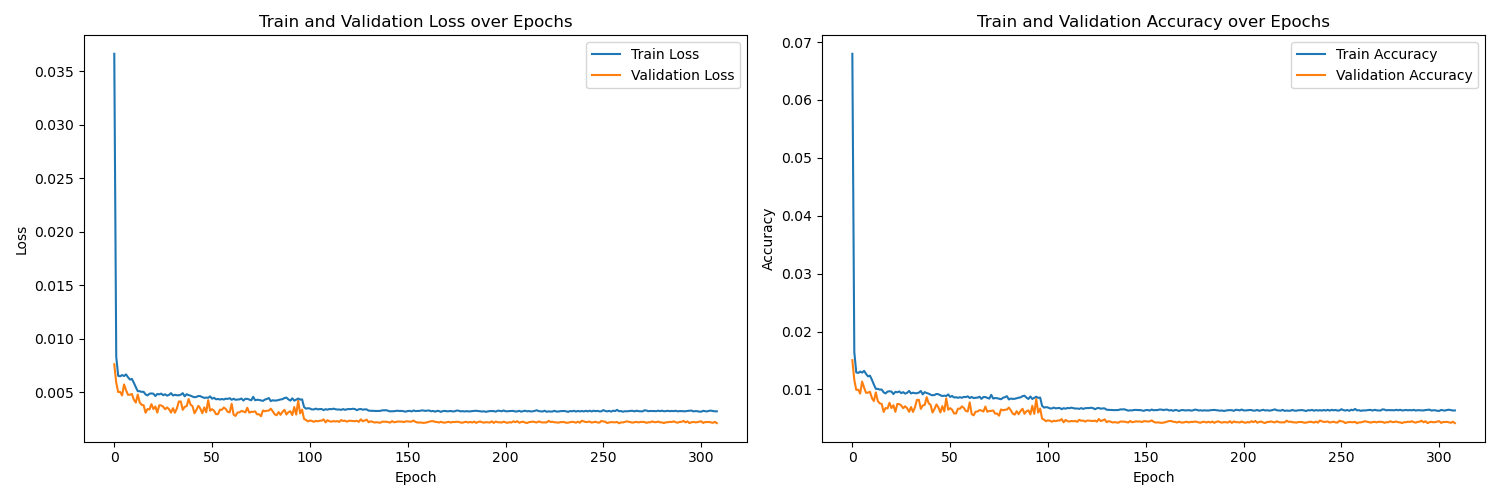 Train and Validation Loss over Epochs
Train Loss
Validation Loss
0.035
0.030
0.025
0.020
0.015
0.010
0.005
Loss
0
50
100
150
200
250
300
Epoch
Train and Validation Accuracy over Epochs
Train Accuracy
Validation Accuracy
0.07
0.06
0.05
0.04
0.03
0.02
0.01
Accuracy
0
50
100
150
200
250
300
Epoch